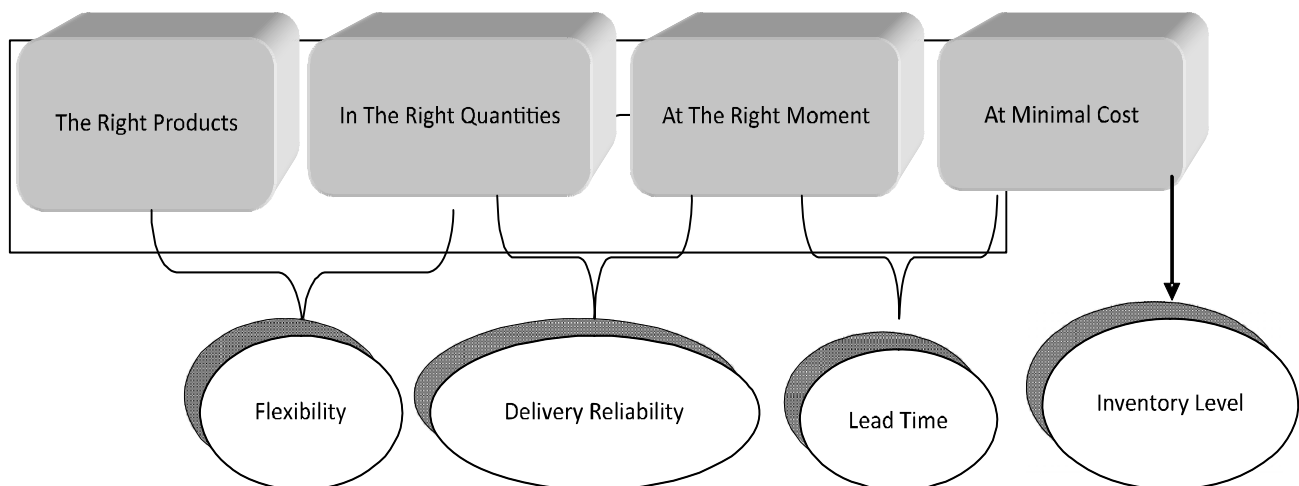 The Right Products
In The Right Quantities
At The Right Moment
At Minimal Cost
Flexibility
Delivery Reliability
Lead Time
Inventory Level